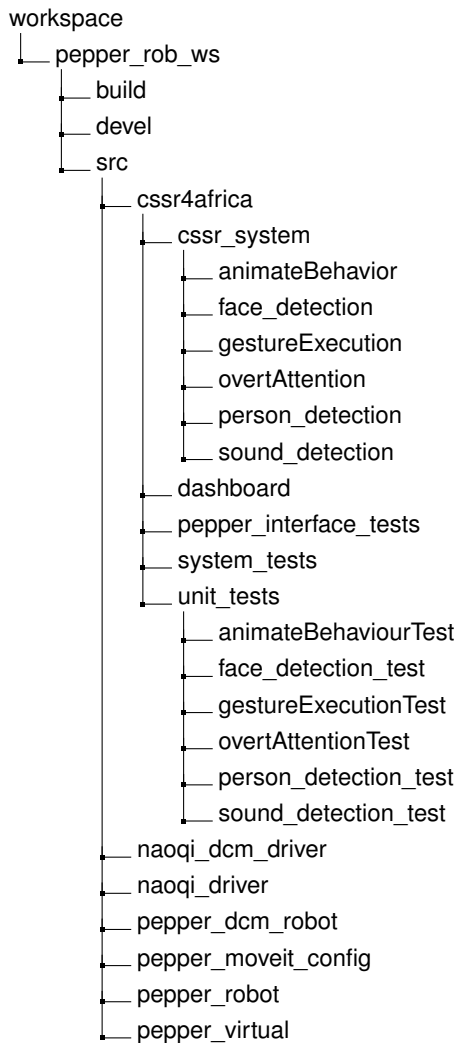 workspace
pepper_rob_ws
build
devel
src
cssr4africa
cssr_system
animateBehavior
face_detection
gestureExecution
overtAttention
person_detection
sound_detection
dashboard
pepper_interface_tests
system_tests
unit_tests
animateBehaviourTest
face_detection_test
gestureExecutionTest
overtAttentionTest
person_detection_test
sound_detection_test
naoqi_dcm_driver
naoqi_driver
pepper_dcm_robot
pepper_moveit_config
pepper_robot
pepper_virtual